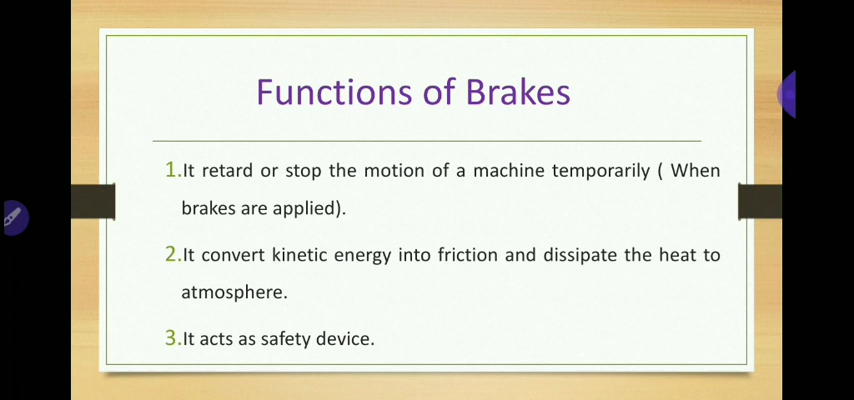 Functions of Brakes
1.It retard or stop the motion of a machine temporarily ( When
brakes are applied).
2.It convert kinetic energy into friction and dissipate the heat to
atmosphere.
3.It acts as safety device.